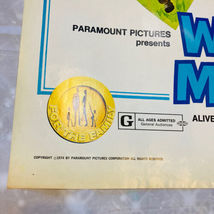 PARAMOUNT PICTURES
presents
W
M
FOR THE FAMILY
G
ALL AGES ADMITTED
General Audiences
ALIVE
COPYRIGHT ©1974 BY PARAMOUNT PICTURES CORPORATION ALL RIGHTS RESERVED